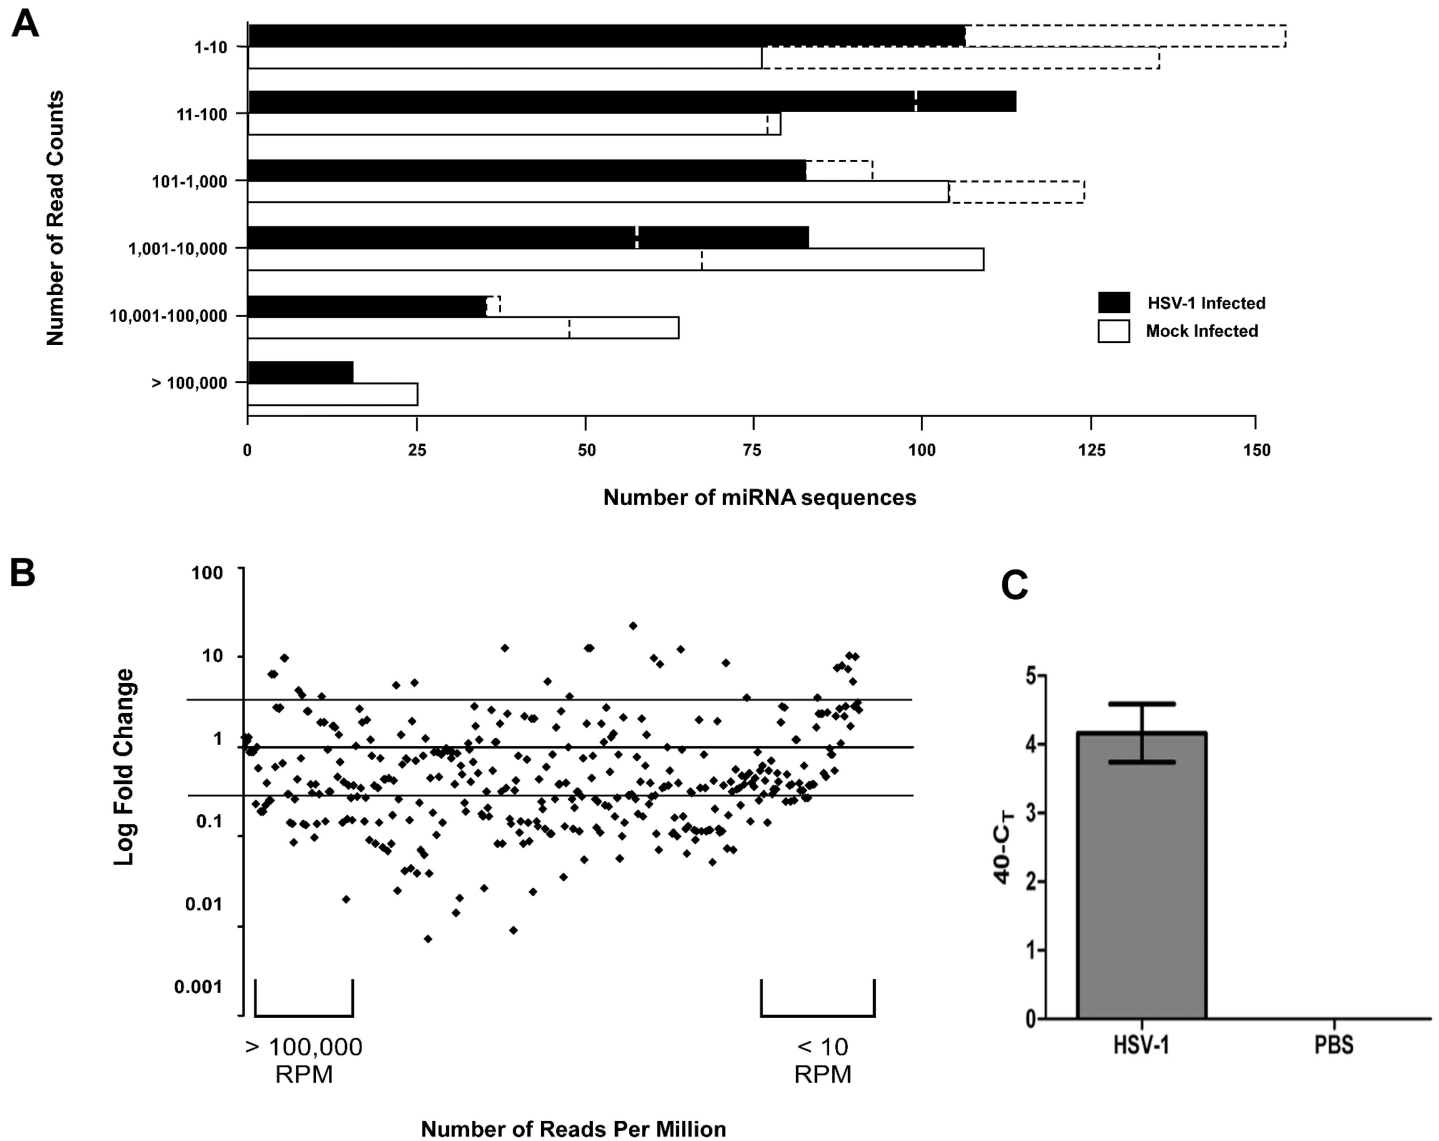 A
1-10
11-100
101-1,000
1,001-10,000
10,001-100,000
> 100,000
Number of Read Counts
HSV-1 Infected
Mock Infected
0 25 50 75 100 125 150
Number of miRNA sequences
B
100
10
1
0.1
0.01
0.001
Log Fold Change
> 100,000
RPM
< 10
RPM
Number of Reads Per Million
C
5
4
3
2
1
0
40-CT
HSV-1 PBS